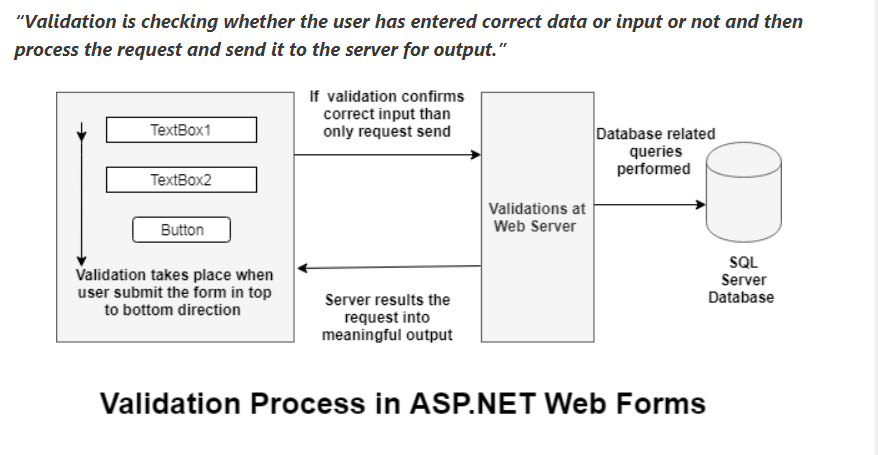 "Validation is checking whether the user has entered correct data or input or not and then
process the request and send it to the server for output."
TextBox1
TextBox2
Button
Validation takes place when
user submit the form in top
to bottom direction
If validation confirms
correct input than
only request send
Server results the
request into
meaningful output
Validations at
Web Server
Database related
queries
performed
SQL
Server
Database
Validation Process in ASP.NET Web Forms